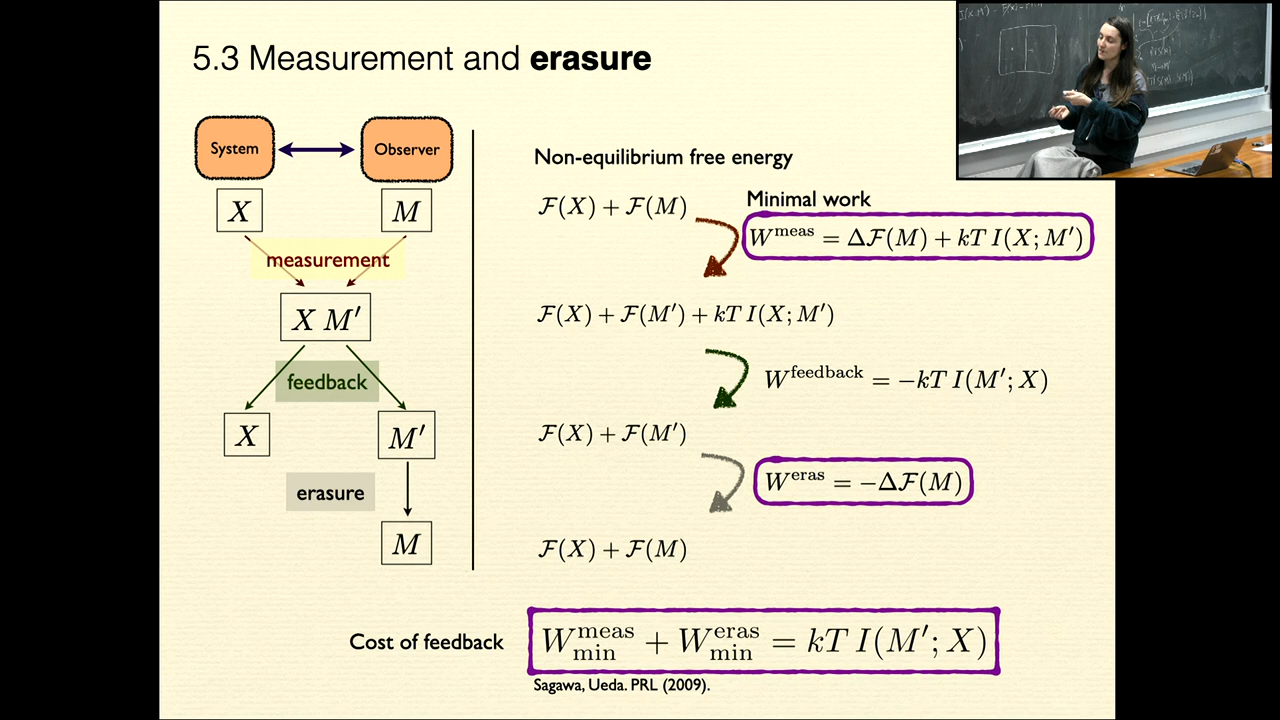 5.3 Measurement and erasure
System
Observer
X
M
measurement
X M′
feedback
X
M′
erasure
M
Non-equilibrium free energy
ℱ(X) + ℱ(M)
Minimal work
W^meas = Δℱ(M) + kT I(X; M′)
ℱ(X) + ℱ(M′) + kT I(X; M′)
W^feedback = −kT I(M′; X)
ℱ(X) + ℱ(M′)
W^eras = −Δℱ(M)
ℱ(X) + ℱ(M)
Cost of feedback
W^meas_min + W^eras_min = kT I(M′; X)
Sagawa, Ueda. PRL (2009).